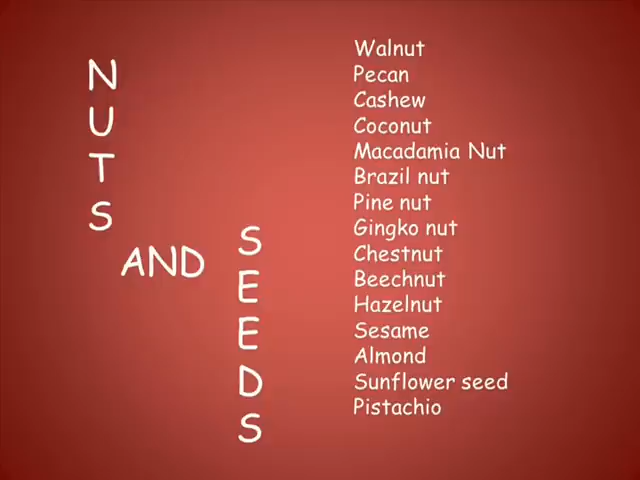 NUTS
AND
SEEDS
Walnut
Pecan
Cashew
Coconut
Macadamia Nut
Brazil nut
Pine nut
Gingko nut
Chestnut
Beechnut
Hazelnut
Sesame
Almond
Sunflower seed
Pistachio